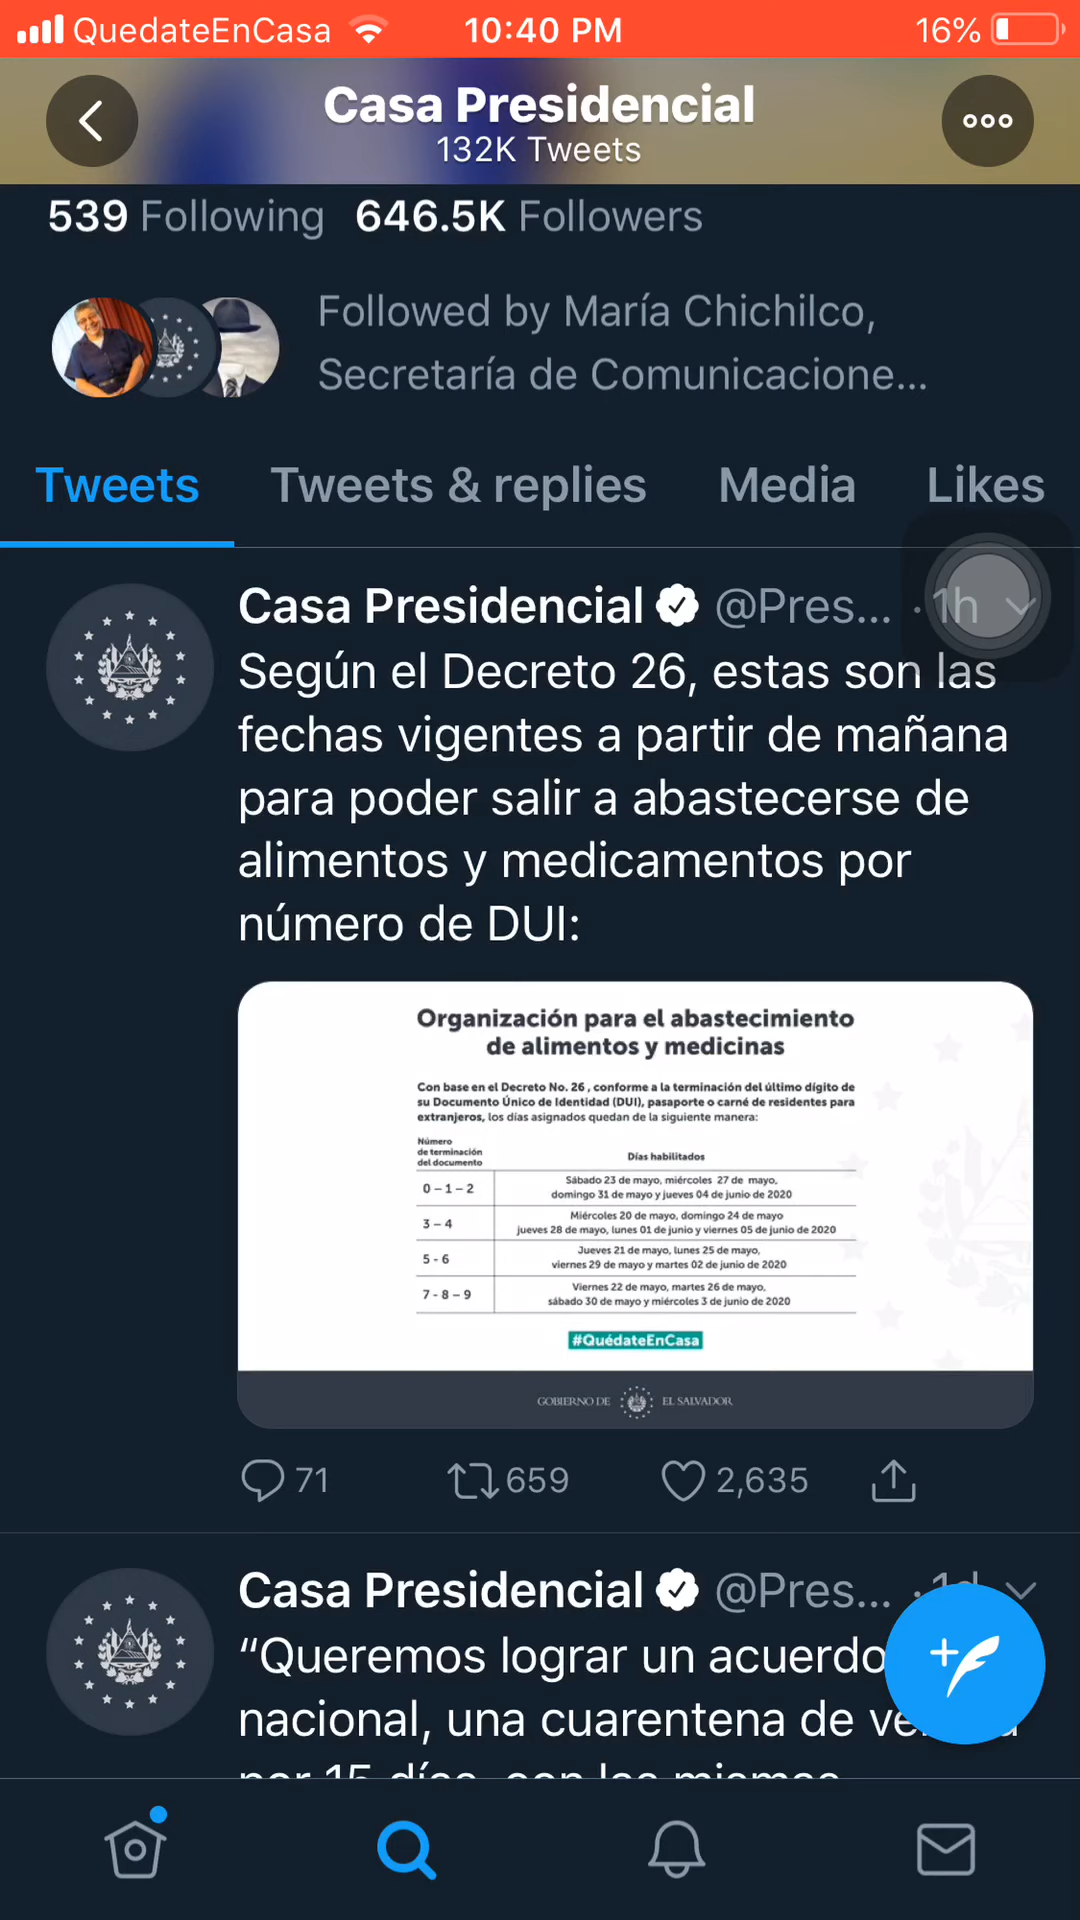 QuedateEnCasa 10:40 PM 16%
Casa Presidencial
132K Tweets
539 Following 646.5K Followers
Followed by María Chichilco,
Secretaría de Comunicacione...
Tweets Tweets & replies Media Likes
Casa Presidencial @Pres... · 1h
Según el Decreto 26, estas son las
fechas vigentes a partir de mañana
para poder salir a abastecerse de
alimentos y medicamentos por
número de DUI:
Organización para el abastecimiento
de alimentos y medicinas
Con base en el Decreto No. 26 , conforme a la terminación del último dígito de
su Documento Único de Identidad (DUI), pasaporte o carné de residentes para
extranjeros, los días asignados quedan de la siguiente manera:
Número
de terminación
del documento
Días habilitados
0 – 1 – 2
Sábado 23 de mayo, miércoles 27 de mayo,
domingo 31 de mayo y jueves 04 de junio de 2020
3 – 4
Miércoles 20 de mayo, domingo 24 de mayo
jueves 28 de mayo, lunes 01 de junio y viernes 05 de junio de 2020
5 - 6
Jueves 21 de mayo, lunes 25 de mayo,
viernes 29 de mayo y martes 02 de junio de 2020
7 - 8 – 9
Viernes 22 de mayo, martes 26 de mayo,
sábado 30 de mayo y miércoles 3 de junio de 2020
#QuédateEnCasa
GOBIERNO DE EL SALVADOR
71 659 2,635
Casa Presidencial @Pres... · 1d
“Queremos lograr un acuerdo
nacional, una cuarentena de
por 15 días, con las mismas